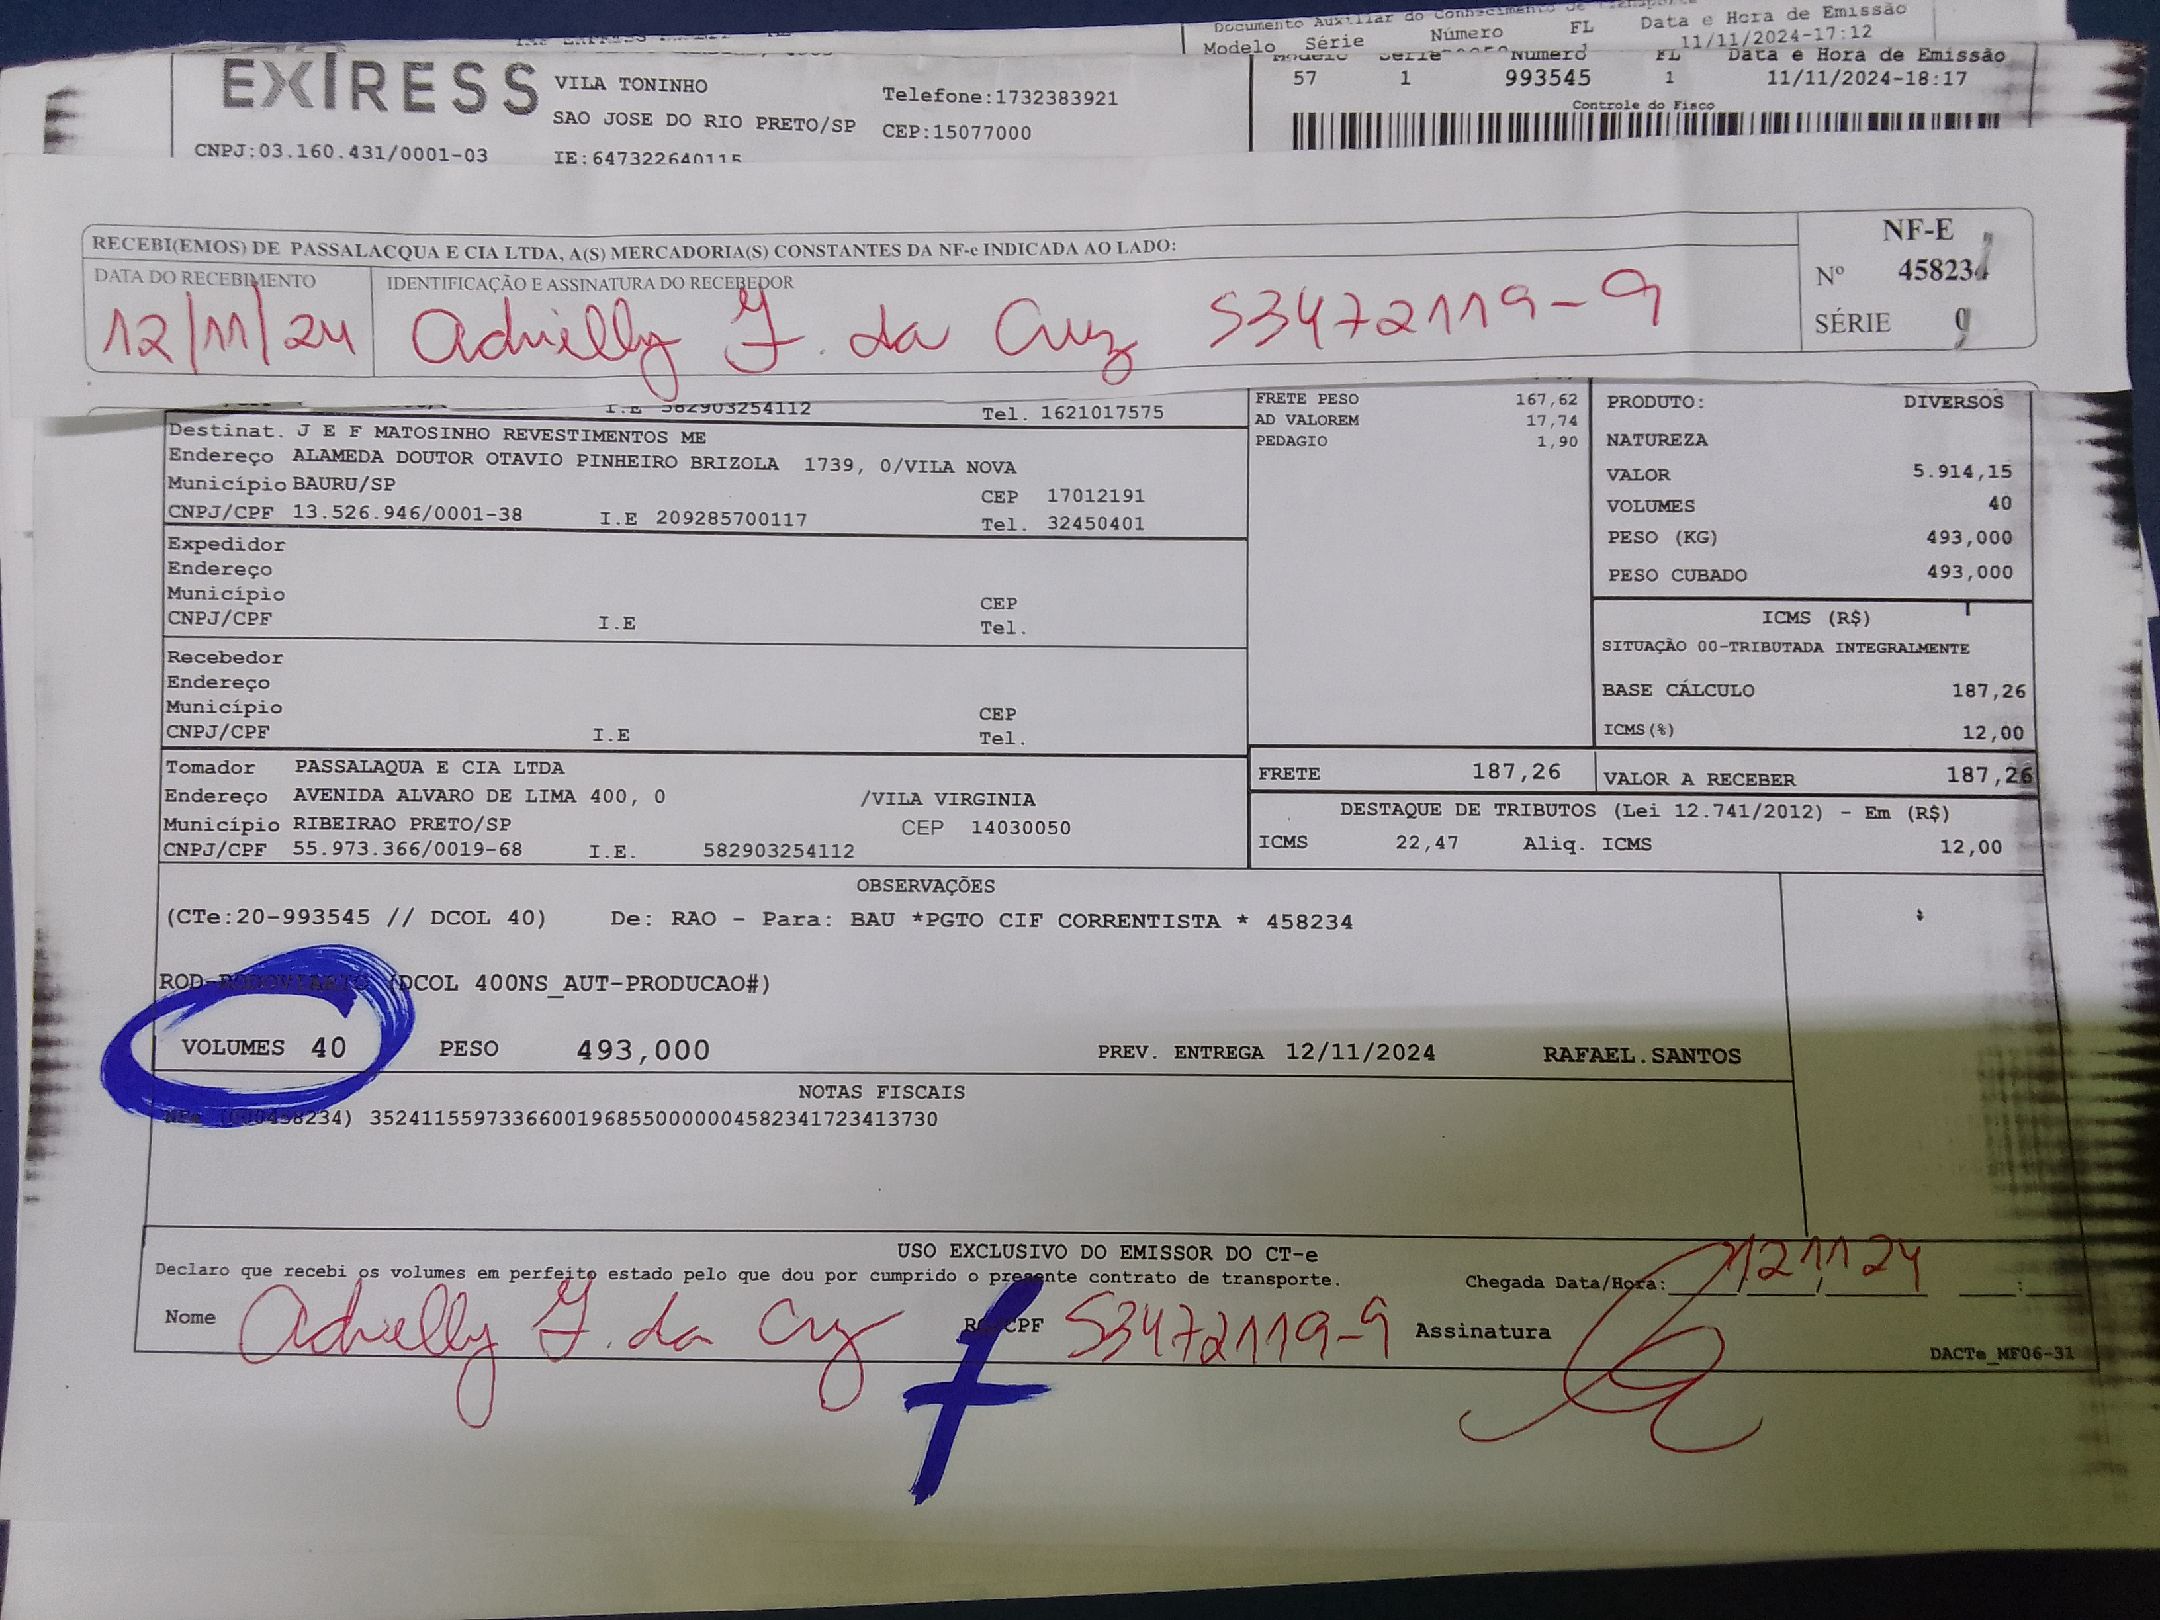 Documento Auxiliar do Conhecimento de Transporte
Modelo Série Número FL Data e Hora de Emissão
11/11/2024-17:12
EXPRESS VILA TONINHO Telefone:1732383921
SAO JOSE DO RIO PRETO/SP CEP:15077000
CNPJ:03.160.431/0001-03 IE:647322640115
Modelo Série Número FL Data e Hora de Emissão
57 1 993545 1 11/11/2024-18:17
Controle do Fisco
RECEBI(EMOS) DE PASSALACQUA E CIA LTDA, A(S) MERCADORIA(S) CONSTANTES DA NF-e INDICADA AO LADO:
DATA DO RECEBIMENTO IDENTIFICAÇÃO E ASSINATURA DO RECEBEDOR
12/11/24 Adrielly F. da Cruz 53472119-9
NF-E
Nº 458234
SÉRIE
I.E 582903254112 Tel. 1621017575
Destinat. J E F MATOSINHO REVESTIMENTOS ME
Endereço ALAMEDA DOUTOR OTAVIO PINHEIRO BRIZOLA 1739, 0/VILA NOVA
Município BAURU/SP CEP 17012191
CNPJ/CPF 13.526.946/0001-38 I.E 209285700117 Tel. 32450401
Expedidor
Endereço
Município CEP
CNPJ/CPF I.E Tel.
Recebedor
Endereço
Município CEP
CNPJ/CPF I.E Tel.
Tomador PASSALAQUA E CIA LTDA
Endereço AVENIDA ALVARO DE LIMA 400, 0 /VILA VIRGINIA
Município RIBEIRAO PRETO/SP CEP 14030050
CNPJ/CPF 55.973.366/0019-68 I.E. 582903254112
FRETE PESO 167,62
AD VALOREM 17,74
PEDAGIO 1,90
PRODUTO: DIVERSOS
NATUREZA
VALOR 5.914,15
VOLUMES 40
PESO (KG) 493,000
PESO CUBADO 493,000
ICMS (R$)
SITUAÇÃO 00-TRIBUTADA INTEGRALMENTE
BASE CÁLCULO 187,26
ICMS(%) 12,00
FRETE 187,26 VALOR A RECEBER 187,26
DESTAQUE DE TRIBUTOS (Lei 12.741/2012) - Em (R$)
ICMS 22,47 Aliq. ICMS 12,00
OBSERVAÇÕES
(CTe:20-993545 // DCOL 40) De: RAO - Para: BAU *PGTO CIF CORRENTISTA * 458234
ROD-RODOVIARIO (DCOL 400NS_AUT-PRODUCAO#)
VOLUMES 40 PESO 493,000 PREV. ENTREGA 12/11/2024 RAFAEL.SANTOS
NOTAS FISCAIS
NFe (000458234) 35241155973366001968550000004582341723413730
USO EXCLUSIVO DO EMISSOR DO CT-e
Declaro que recebi os volumes em perfeito estado pelo que dou por cumprido o presente contrato de transporte. Chegada Data/Hora: 12 11 24
Nome Adrielly F. da Cruz RG/CPF 53472119-9 Assinatura
DACTe_MF06-31